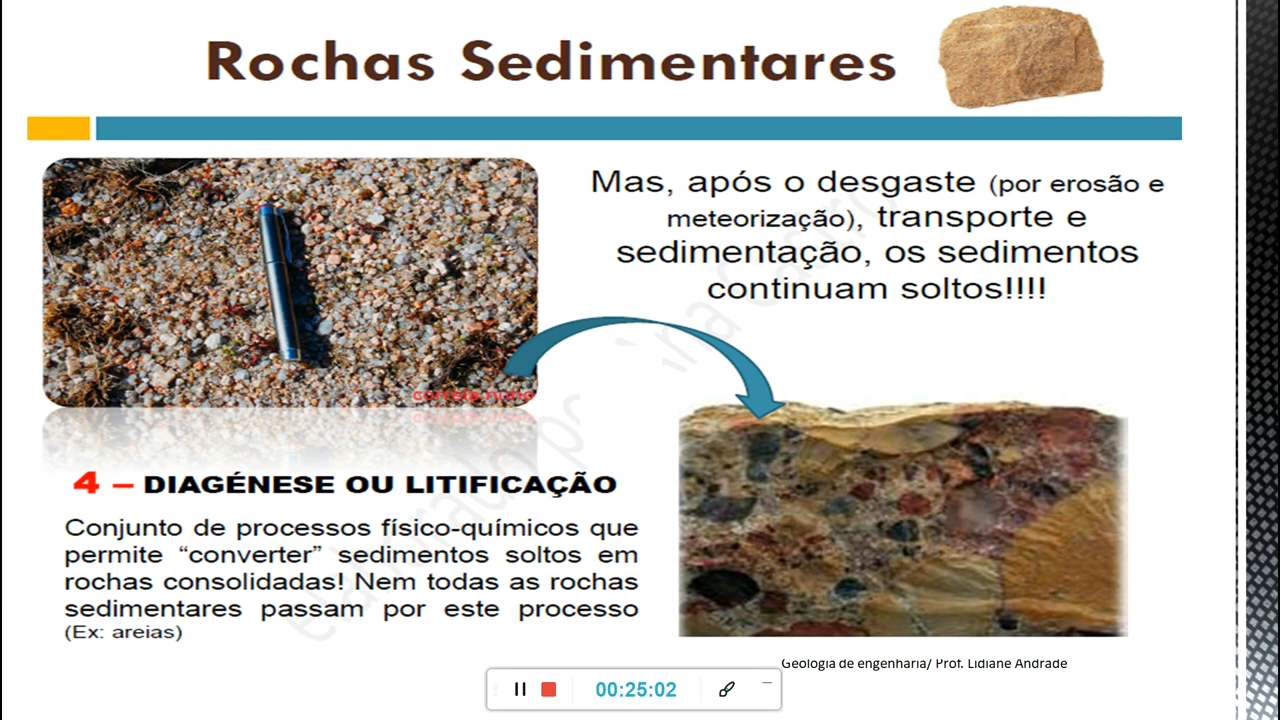 Rochas Sedimentares
Mas, após o desgaste (por erosão e
meteorização), transporte e
sedimentação, os sedimentos
continuam soltos!!!!
correia.nuno
4 – DIAGÉNESE OU LITIFICAÇÃO
Conjunto de processos físico-químicos que
permite “converter” sedimentos soltos em
rochas consolidadas! Nem todas as rochas
sedimentares passam por este processo
(Ex: areias)
Geologia de engenharia/ Prof. Lidiane Andrade
00:25:02